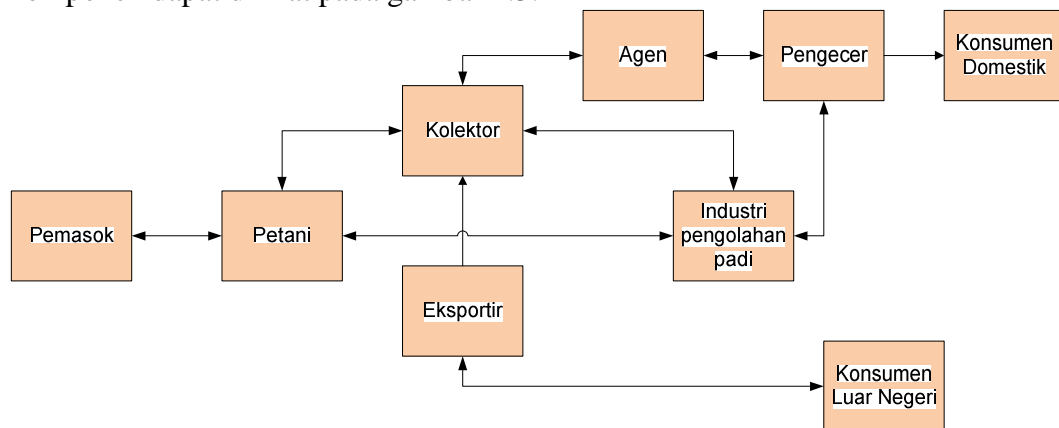 Agen
Pengecer
Konsumen
Domestik
Kolektor
Pemasok
Petani
Industri
pengolahan
padi
Eksportir
Konsumen
Luar Negeri